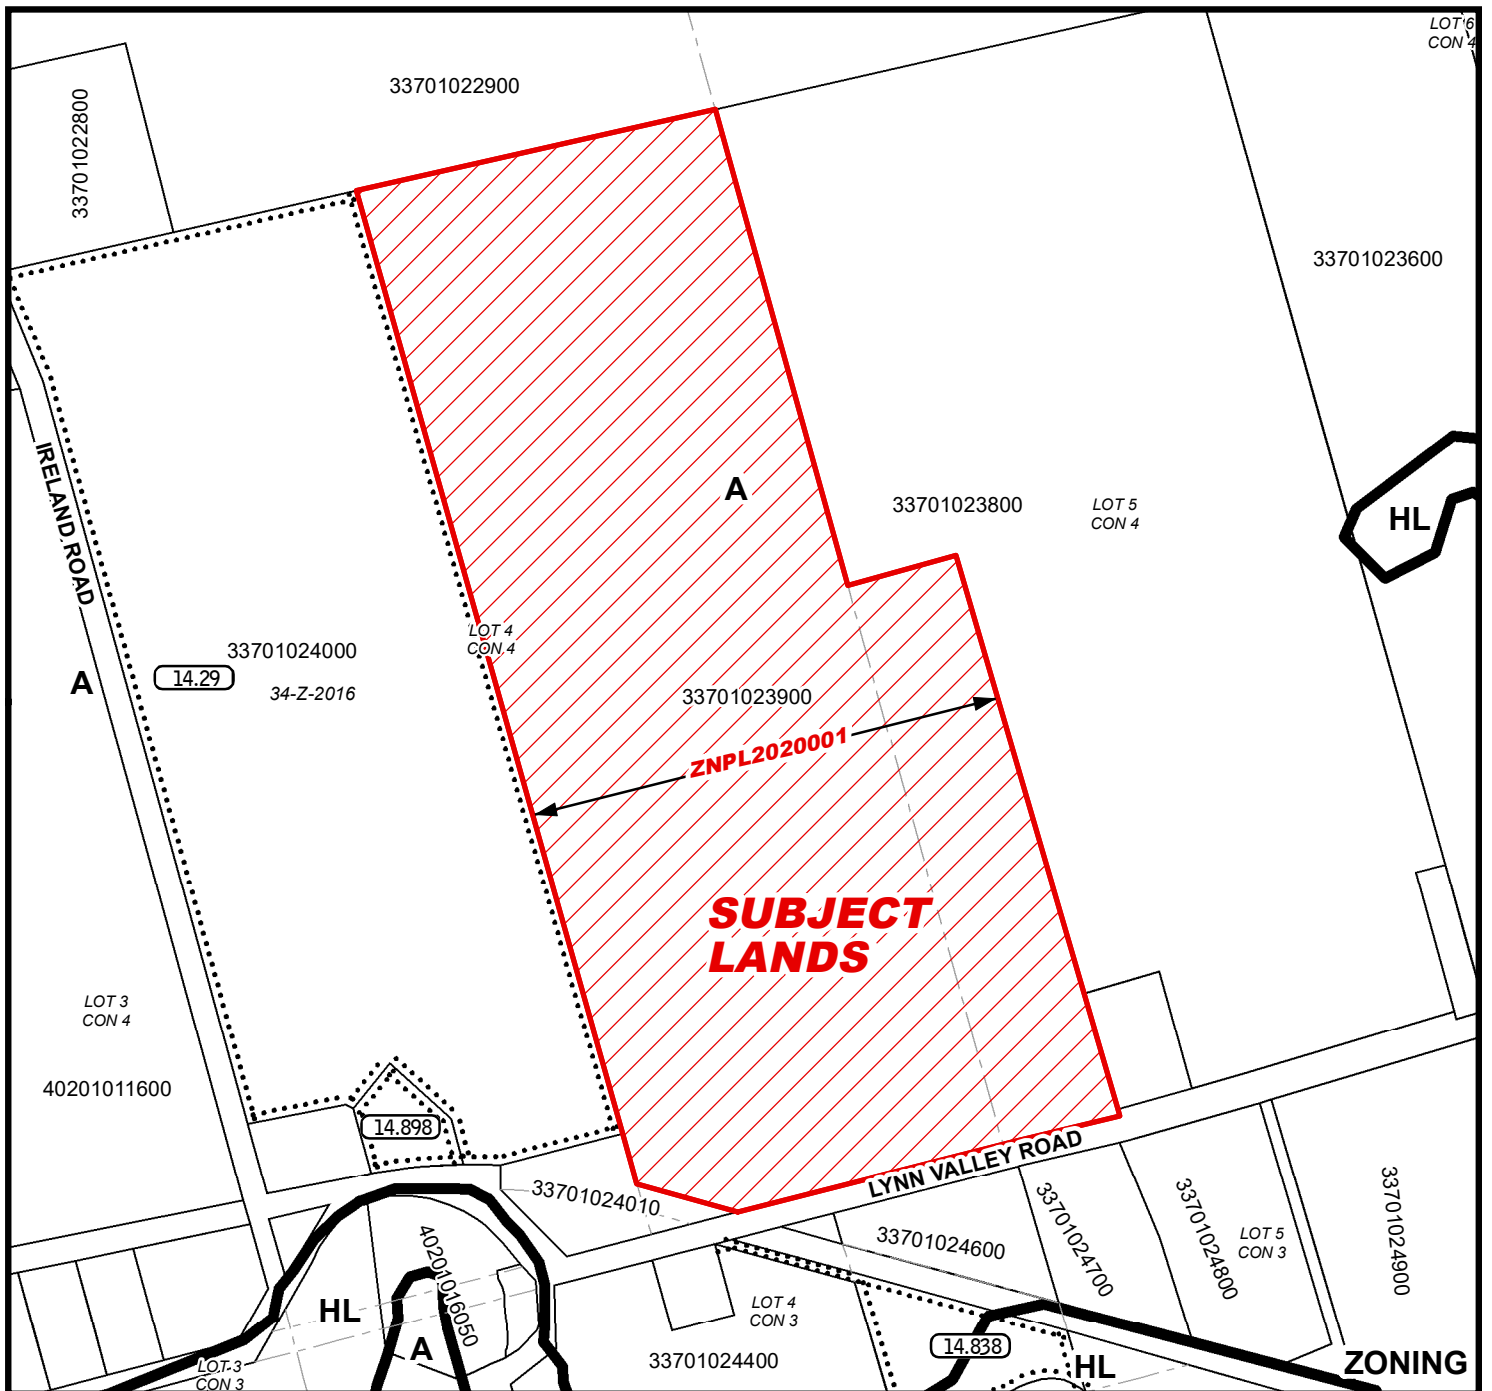 LOT 6
CON 4
33701022900
33701022800
33701023600
A
33701023800
LOT 5
CON 4
HL
IRELAND ROAD
LOT 4
CON 4
33701024000
14.29
34-Z-2016
A
33701023900
ZNPL2020001
SUBJECT
LANDS
LOT 3
CON 4
40201011600
14.898
LYNN VALLEY ROAD
33701024010
33701024600
33701024700
33701024800
LOT 5
CON 3
33701024900
40201016050
HL
A
LOT 4
CON 3
14.838
HL
33701024400
LOT 3
CON 3
ZONING